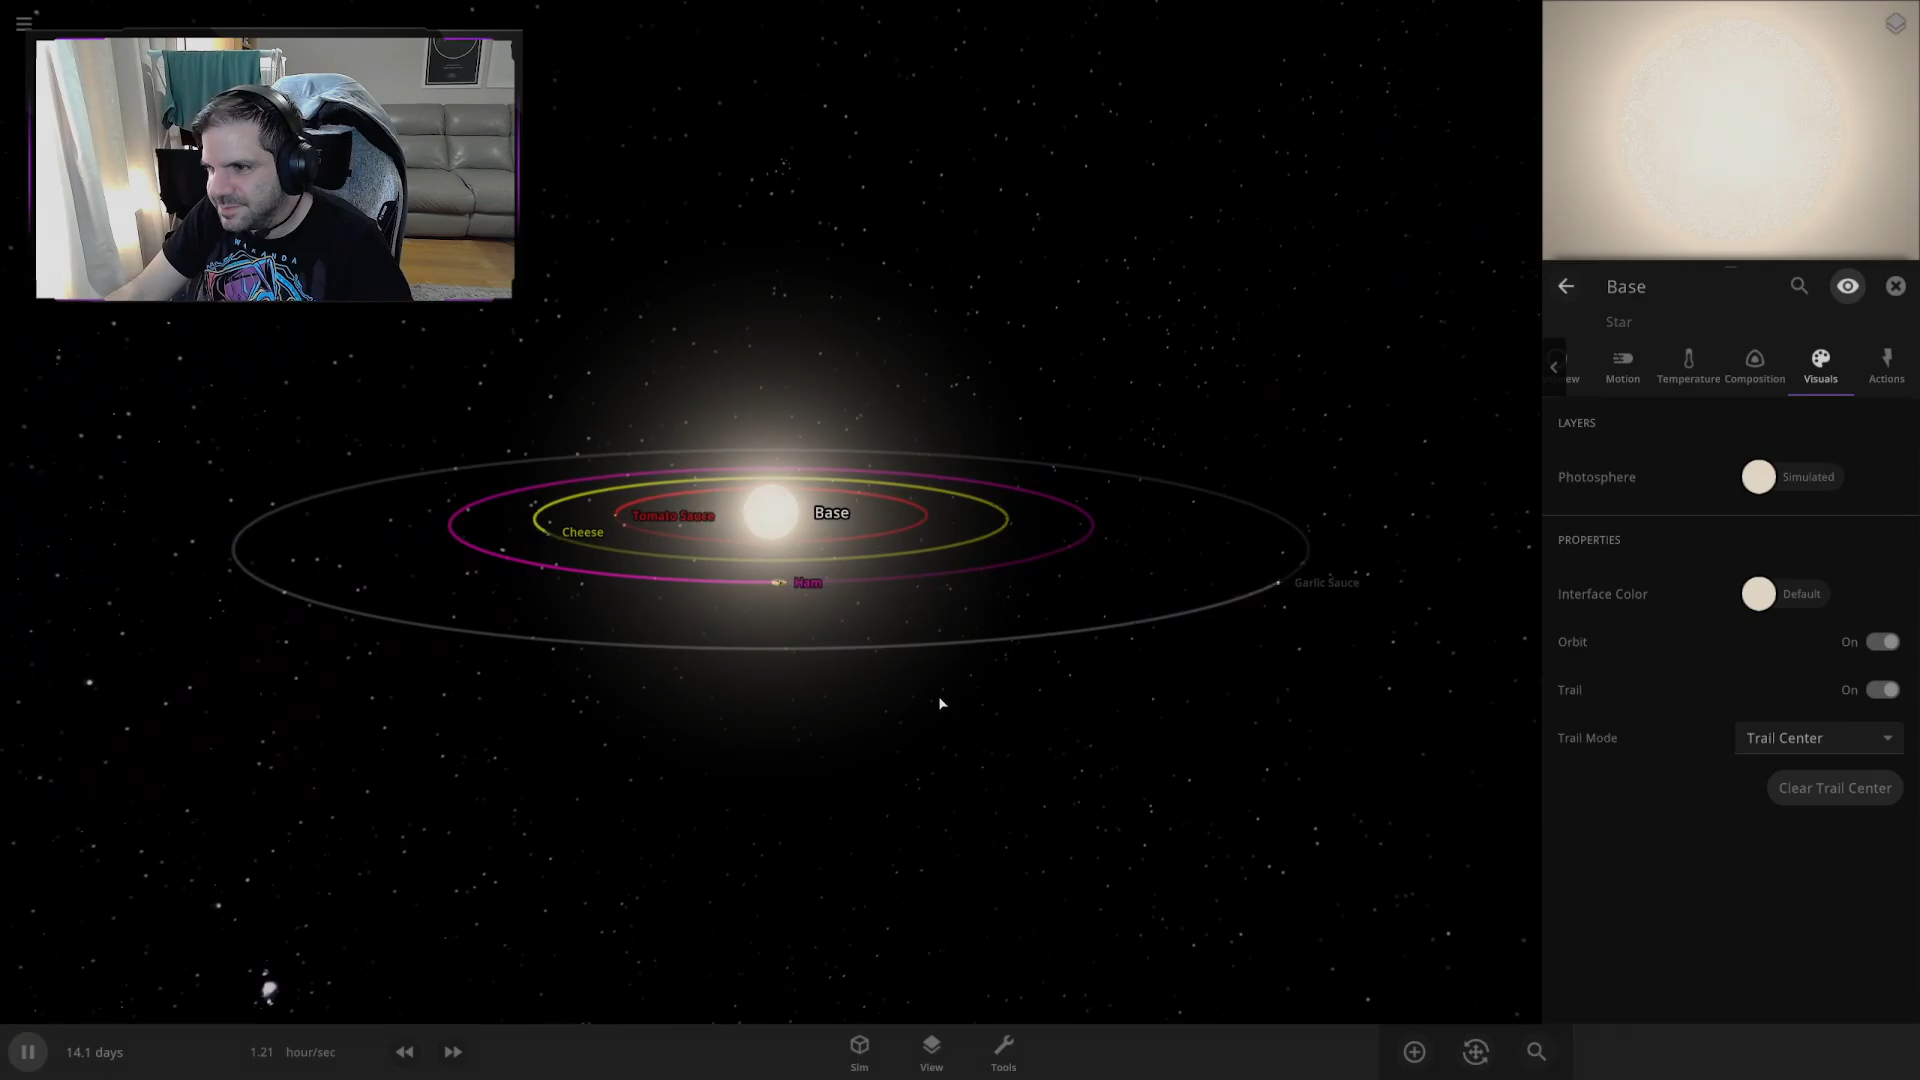 WAKANDA
Base
Star
Motion
Temperature
Composition
Visuals
Actions
LAYERS
Photosphere
Simulated
PROPERTIES
Interface Color
Default
Orbit
On
Trail
On
Trail Mode
Trail Center
Clear Trail Center
Tomato Sauce
Base
Cheese
Ham
Garlic Sauce
14.1 days
1.21 hour/sec
Sim
View
Tools